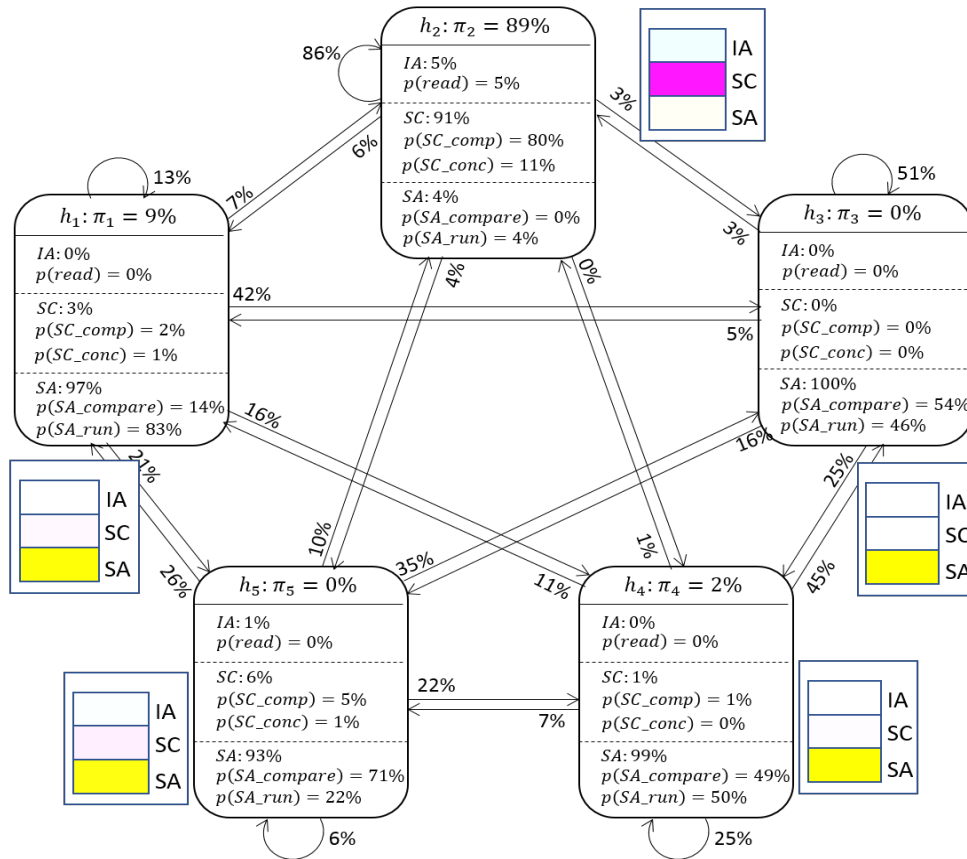 h₂: π₂ = 89%
86%
IA: 5%
p(read) = 5%
SC: 91%
p(SC_comp) = 80%
p(SC_conc) = 11%
SA: 4%
p(SA_compare) = 0%
p(SA_run) = 4%
IA
SC
SA
3%
3%
6%
7%
13%
h₁: π₁ = 9%
IA: 0%
p(read) = 0%
SC: 3%
p(SC_comp) = 2%
p(SC_conc) = 1%
SA: 97%
p(SA_compare) = 14%
p(SA_run) = 83%
51%
h₃: π₃ = 0%
IA: 0%
p(read) = 0%
SC: 0%
p(SC_comp) = 0%
p(SC_conc) = 0%
SA: 100%
p(SA_compare) = 54%
p(SA_run) = 46%
4%
0%
42%
5%
16%
16%
21%
25%
IA
SC
SA
IA
SC
SA
26%
10%
35%
11%
1%
45%
h₅: π₅ = 0%
IA: 1%
p(read) = 0%
SC: 6%
p(SC_comp) = 5%
p(SC_conc) = 1%
SA: 93%
p(SA_compare) = 71%
p(SA_run) = 22%
6%
IA
SC
SA
22%
7%
h₄: π₄ = 2%
IA: 0%
p(read) = 0%
SC: 1%
p(SC_comp) = 1%
p(SC_conc) = 0%
SA: 99%
p(SA_compare) = 49%
p(SA_run) = 50%
25%
IA
SC
SA